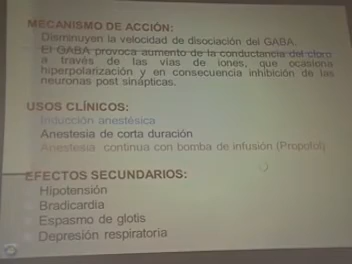 MECANISMO DE ACCIÓN:
Disminuyen la velocidad de disociación del GABA.
El GABA provoca aumento de la conductancia del cloro
a través de las vías de iones, que ocasiona
hiperpolarización y en consecuencia inhibición de las
neuronas post sinápticas.
USOS CLÍNICOS:
Inducción anestésica
Anestesia de corta duración
Anestesia continua con bomba de infusión (Propofol)
EFECTOS SECUNDARIOS:
Hipotensión
Bradicardia
Espasmo de glotis
Depresión respiratoria